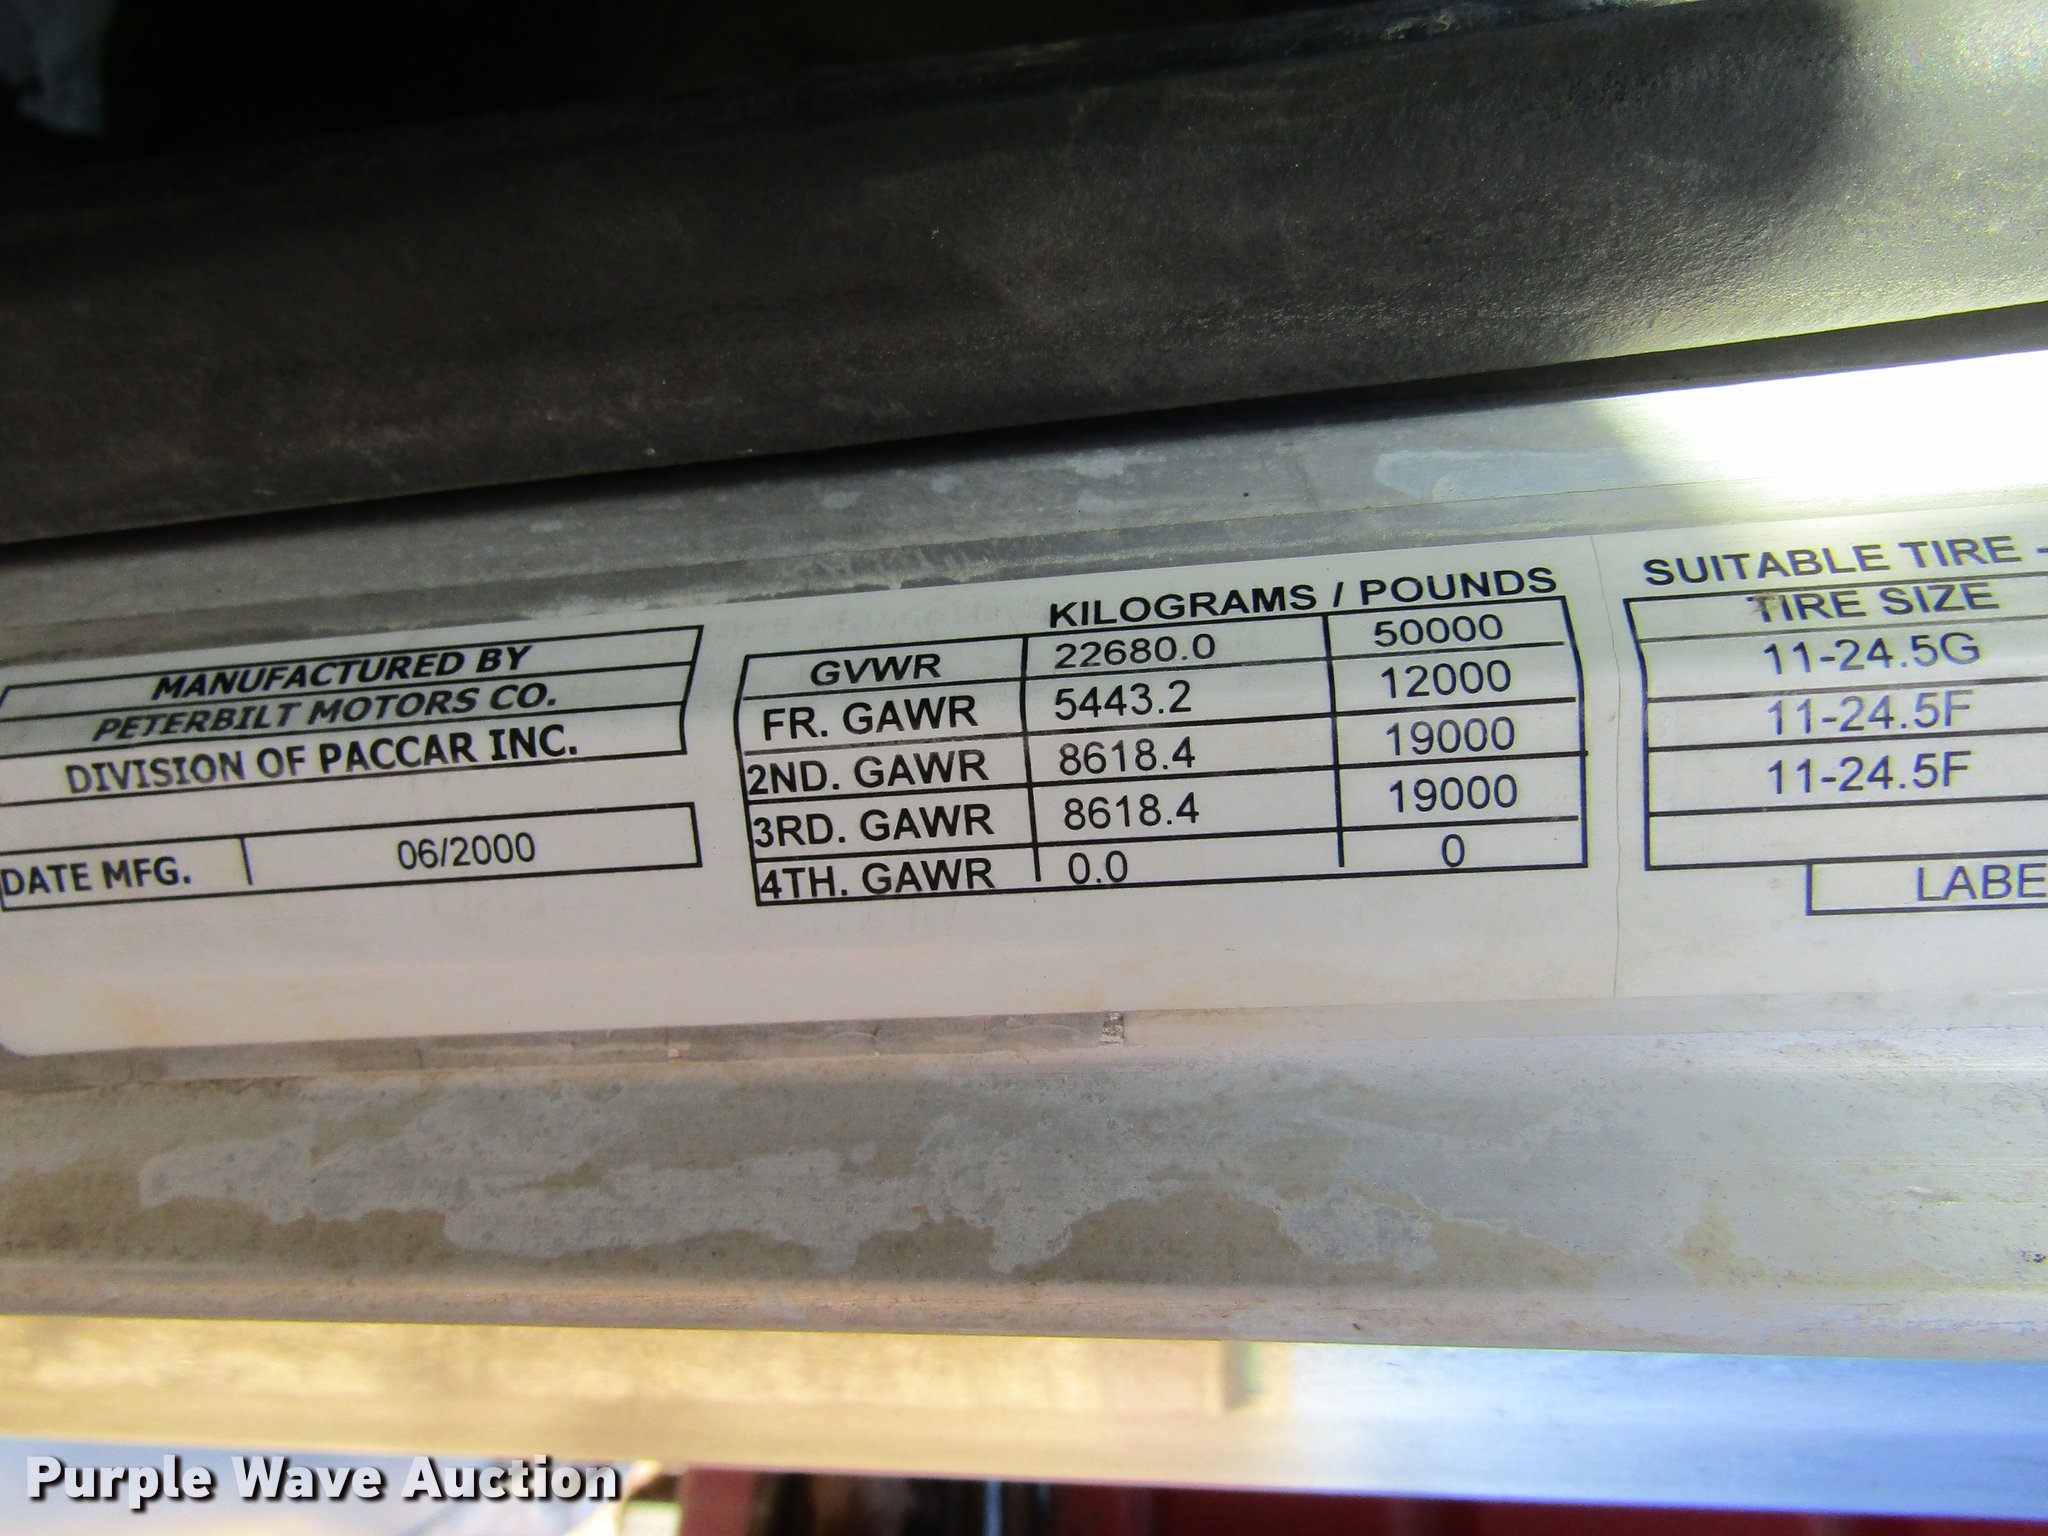 MANUFACTURED BY
PETERBILT MOTORS CO.
DIVISION OF PACCAR INC.
DATE MFG. 06/2000
KILOGRAMS / POUNDS
GVWR 22680.0 50000
FR. GAWR 5443.2 12000
2ND. GAWR 8618.4 19000
3RD. GAWR 8618.4 19000
4TH. GAWR 0.0 0
SUITABLE TIRE -
TIRE SIZE
11-24.5G
11-24.5F
11-24.5F
LABE
Purple Wave Auction